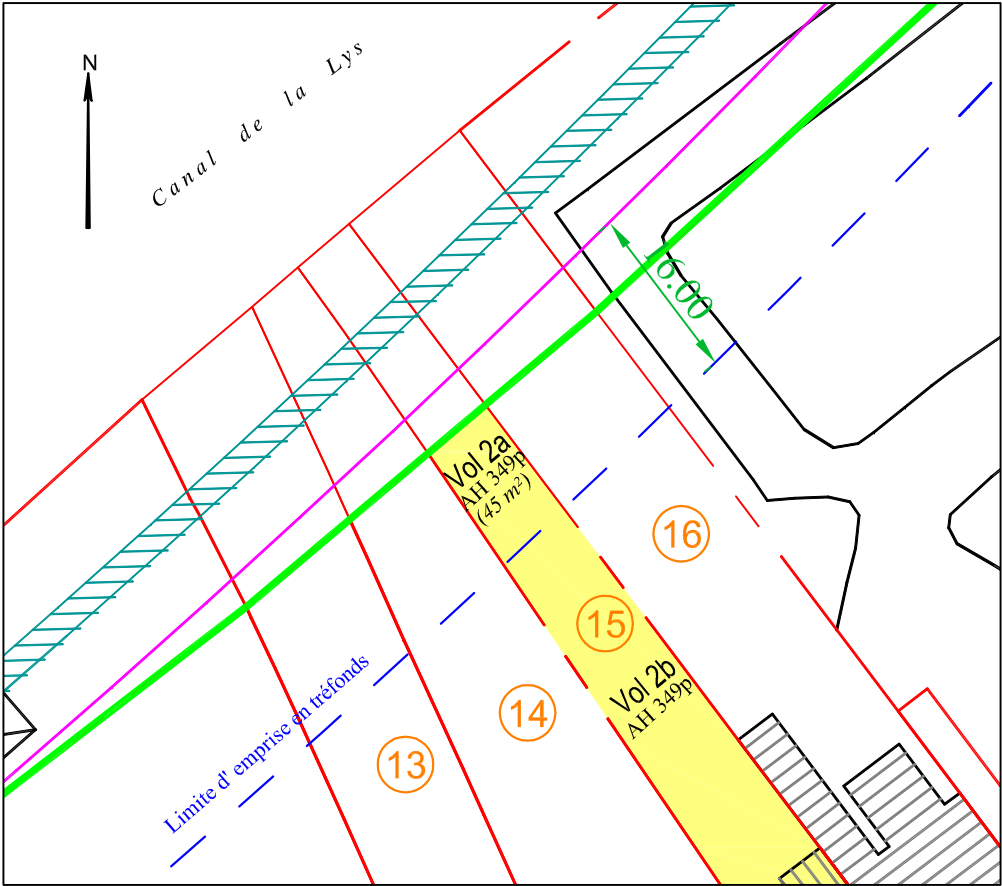 N
Canal de la Lys
16.00
Vol 2a
AH 349p
(45 m²)
16
15
Vol 2b
AH 349p
Limite d' emprise en tréfonds
14
13